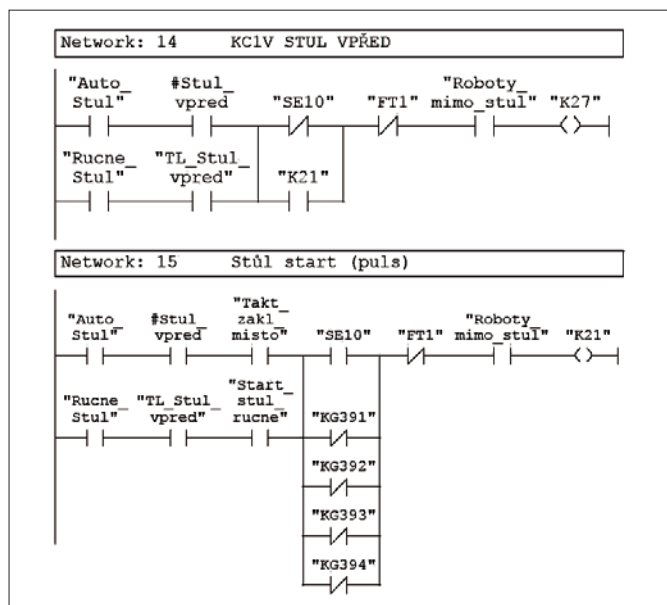 Network: 14 KC1V STUL VPŘED
"Auto_ #Stul_ "Roboty_
Stul" vpred "SE10" "FT1" mimo_stul" "K27"
"Rucne_ "TL_Stul_
Stul" vpred" "K21"
Network: 15 Stůl start (puls)
"Takt_
"Auto_ #Stul_ zakl_ "Roboty_
Stul" vpred misto" "SE10" "FT1" mimo_stul" "K21"
"Start_
"Rucne_ "TL_Stul_ stul_
Stul" vpred" rucne" "KG391"
"KG392"
"KG393"
"KG394"